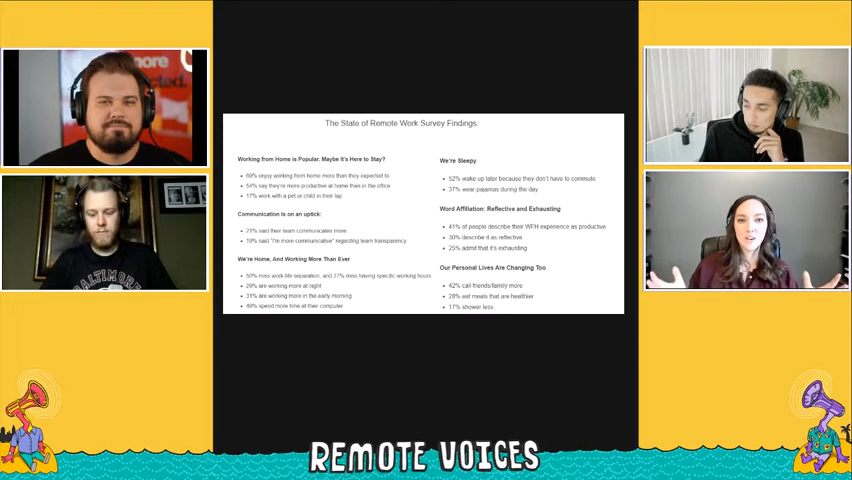 more
cted.
BALTIMORE
The State of Remote Work Survey Findings:
Working from Home is Popular, Maybe It's Here to Stay?
69% enjoy working from home more than they expected to
54% say they're more productive at home than in the office
17% work with a pet or child in their lap
Communication is on an uptick:
21% said their team communicates more
19% said "I'm more communicative" regarding team transparency
We're Home, And Working More Than Ever
50% miss work-life separation, and 27% miss having specific working hours
29% are working more at night
31% are working more in the early morning
49% spend more time at their computer
We're Sleepy
52% wake up later because they don't have to commute
37% wear pajamas during the day
Word Affiliation: Reflective and Exhausting
41% of people describe their WFH experience as productive
30% describe it as reflective
25% admit that it's exhausting
Our Personal Lives Are Changing Too
42% call friends/family more
28% eat meals that are healthier
17% shower less
REMOTE VOICES